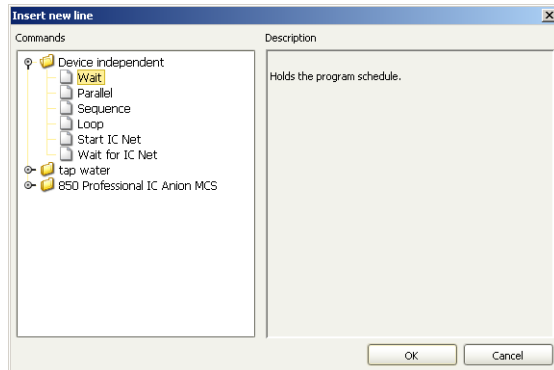 Insert new line
Commands
Description
Device independent
Wait
Parallel
Sequence
Loop
Start IC Net
Wait for IC Net
tap water
850 Professional IC Anion MCS
Holds the program schedule.
OK
Cancel